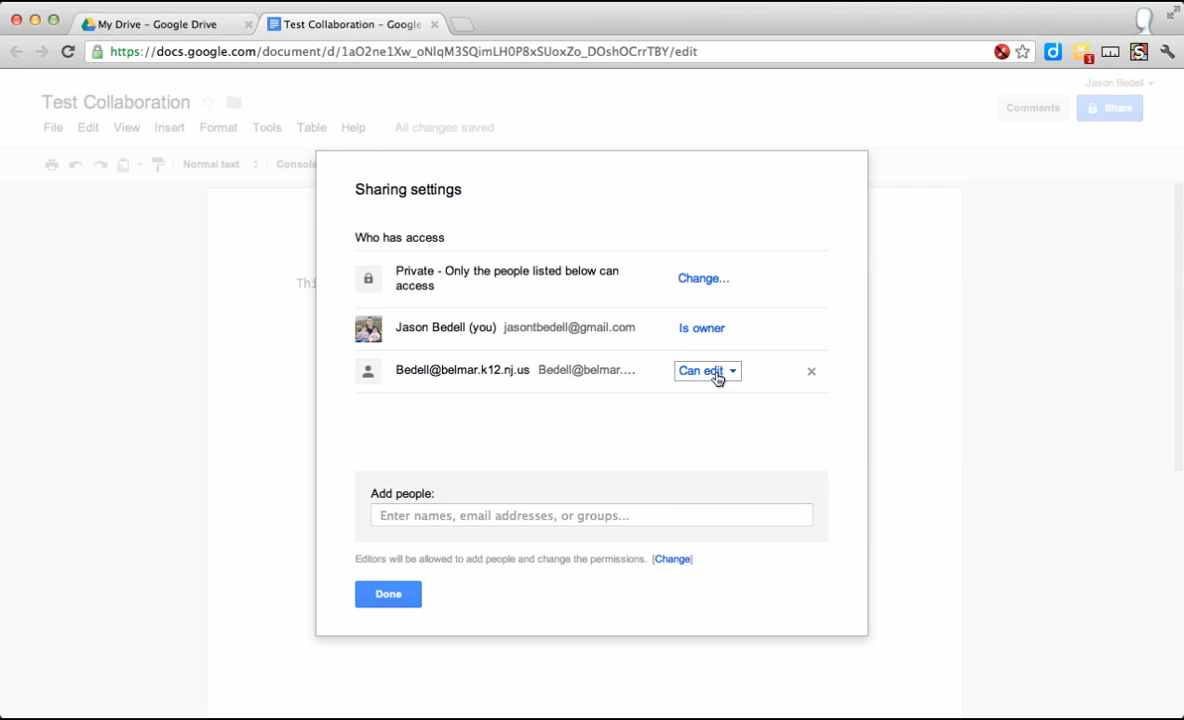 My Drive – Google Drive
Test Collaboration – Google
https://docs.google.com/document/d/1aO2ne1Xw_oNIqM3SQimLH0P8xSUoxZo_DOshOCrrTBY/edit
1
Jason Bedell
Test Collaboration
Comments
Share
File Edit View Insert Format Tools Table Help All changes saved
Normal text Consola
Thi
Sharing settings
Who has access
Private - Only the people listed below can
access
Change...
Jason Bedell (you) jasontbedell@gmail.com Is owner
Bedell@belmar.k12.nj.us Bedell@belmar.... Can edit
Add people:
Enter names, email addresses, or groups...
Editors will be allowed to add people and change the permissions. [Change]
Done